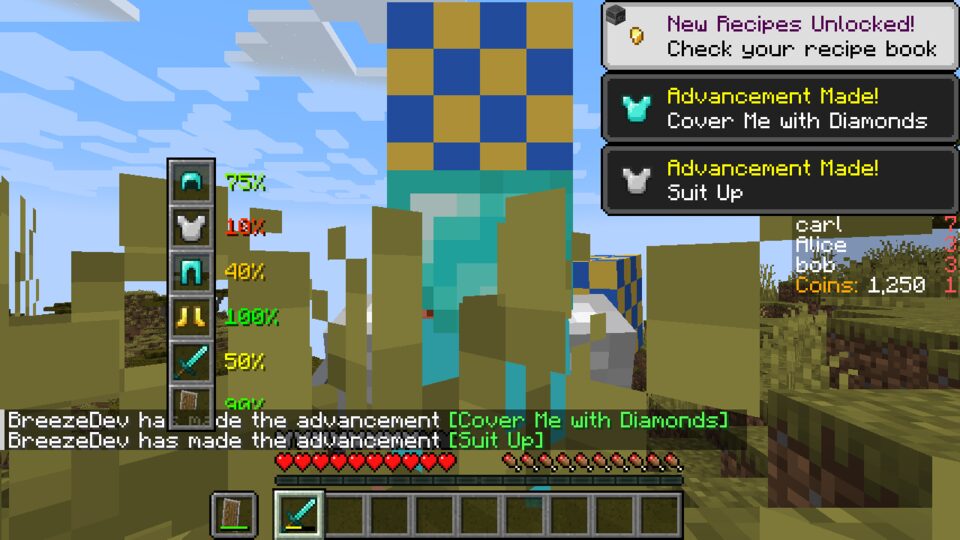 New Recipes Unlocked!
Check your recipe book
Advancement Made!
Cover Me with Diamonds
Advancement Made!
Suit Up
75%
10%
40%
100%
50%
90%
carl 7
Alice
bob 3
Coins: 1,250 1
BreezeDev has made the advancement [Cover Me with Diamonds]
BreezeDev has made the advancement [Suit Up]